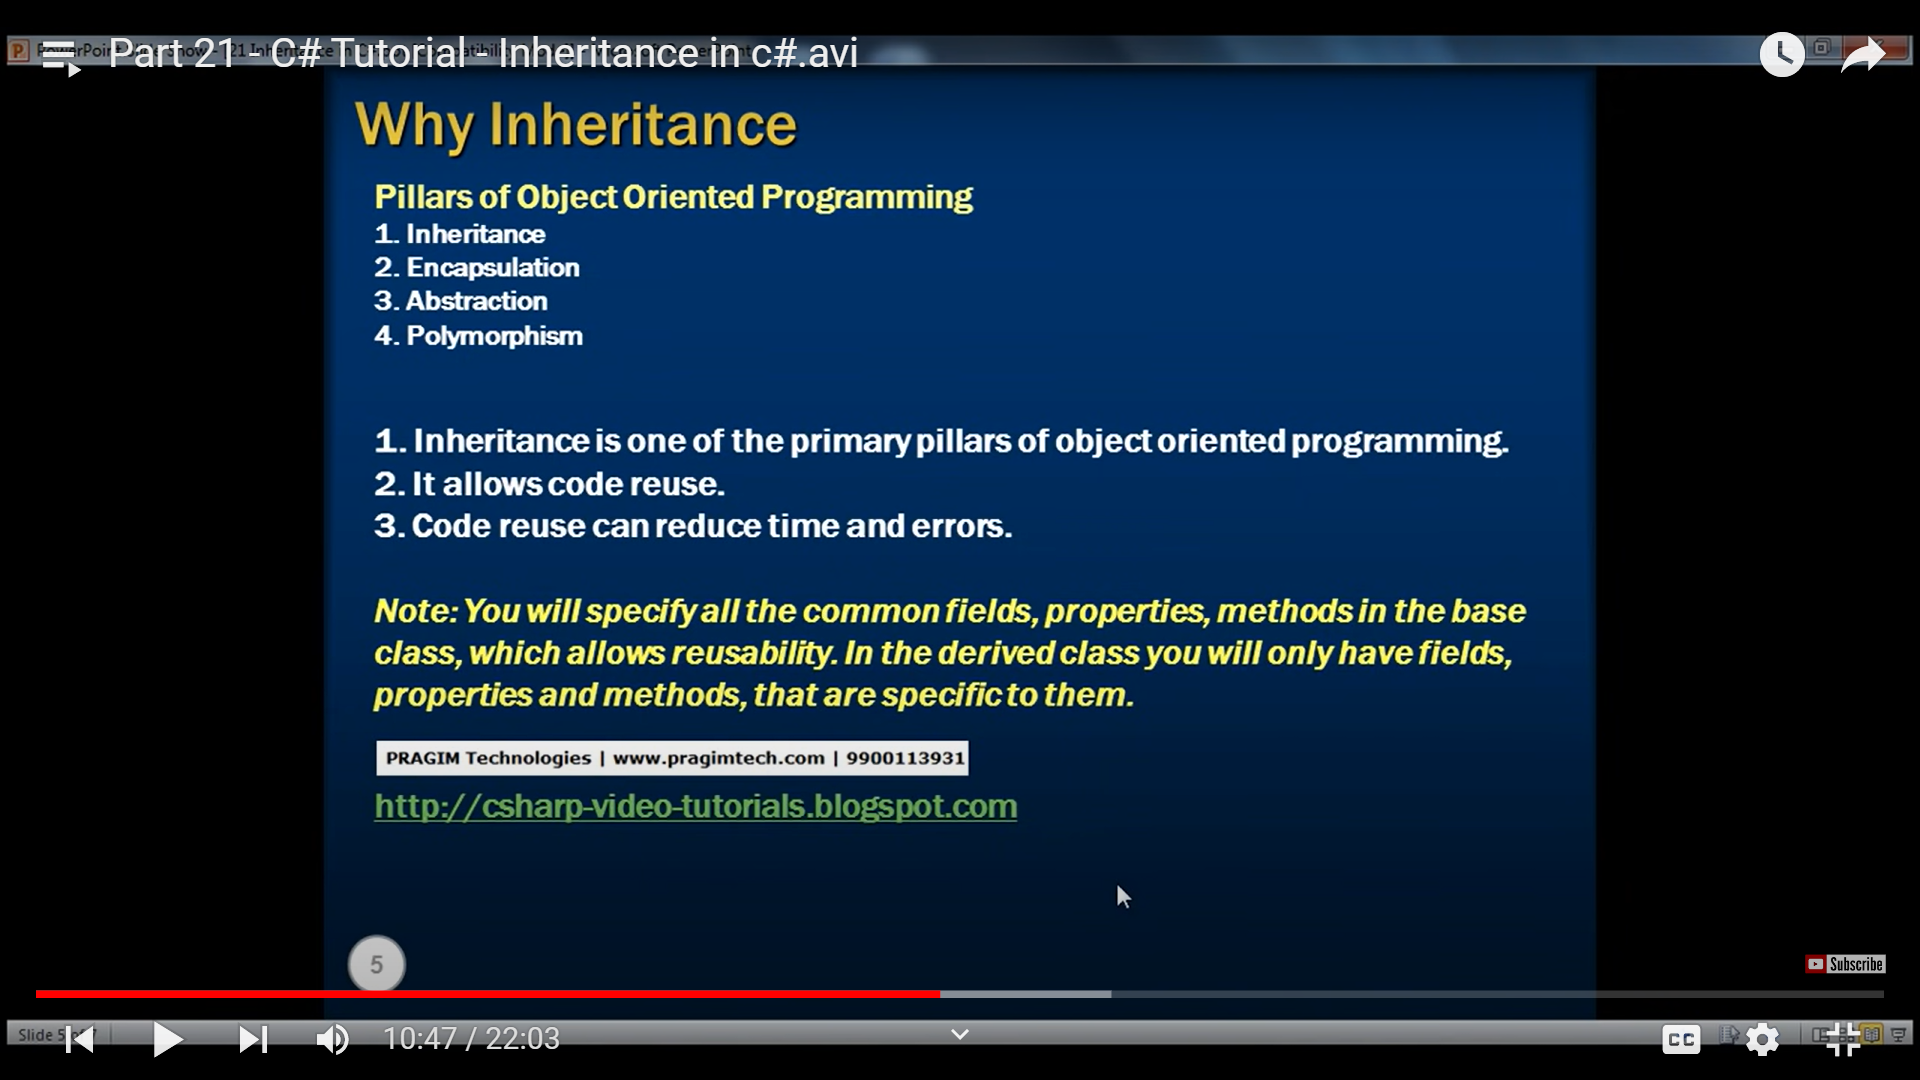 Part 21 - C# Tutorial - Inheritance in c#.avi
Why Inheritance
Pillars of Object Oriented Programming
1. Inheritance
2. Encapsulation
3. Abstraction
4. Polymorphism
1. Inheritance is one of the primary pillars of object oriented programming.
2. It allows code reuse.
3. Code reuse can reduce time and errors.
Note: You will specify all the common fields, properties, methods in the base
class, which allows reusability. In the derived class you will only have fields,
properties and methods, that are specific to them.
PRAGIM Technologies | www.pragimtech.com | 9900113931
http://csharp-video-tutorials.blogspot.com
5
Subscribe
Slide 5
10:47 / 22:03
CC